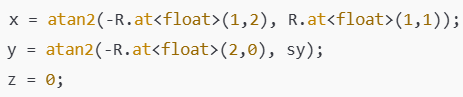 x = atan2(-R.at<float>(1,2), R.at<float>(1,1));
y = atan2(-R.at<float>(2,0), sy);
z = 0;